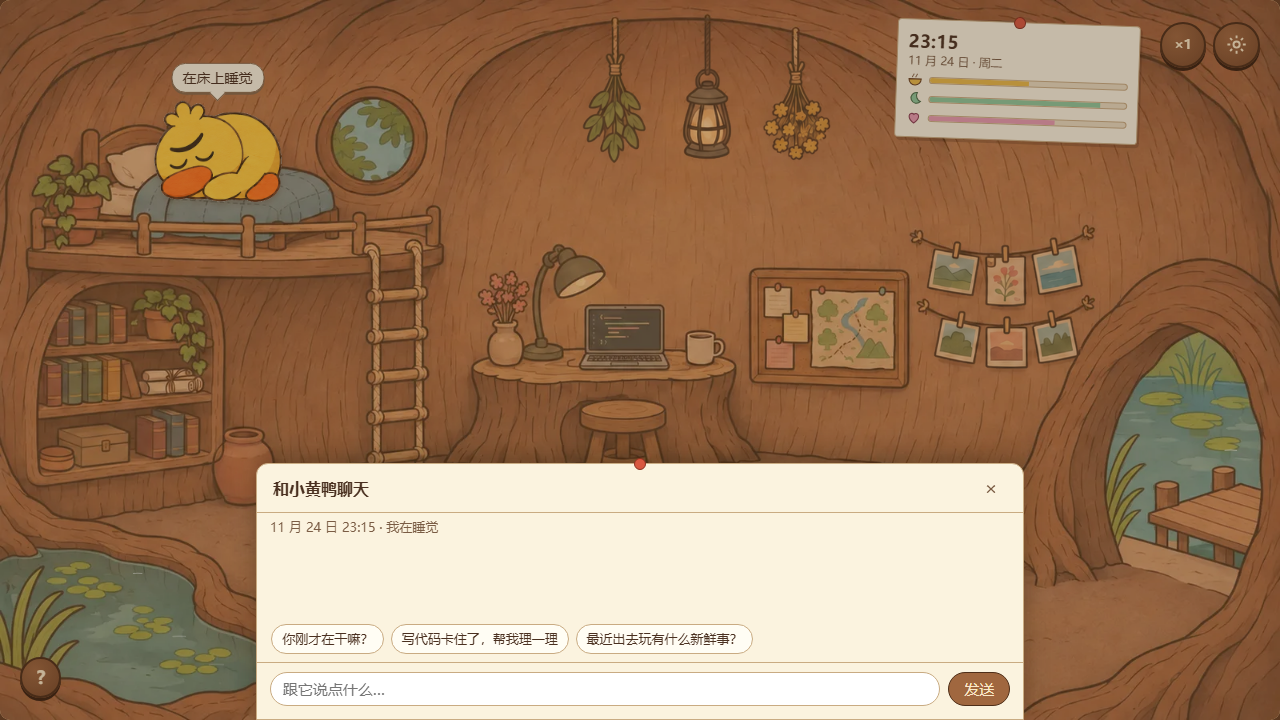 在床上睡觉
23:15
11 月 24 日 · 周二
×1
和小黄鸭聊天
×
11 月 24 日 23:15 · 我在睡觉
你刚才在干嘛?
写代码卡住了，帮我理一理
最近出去玩有什么新鲜事?
跟它说点什么...
发送
?